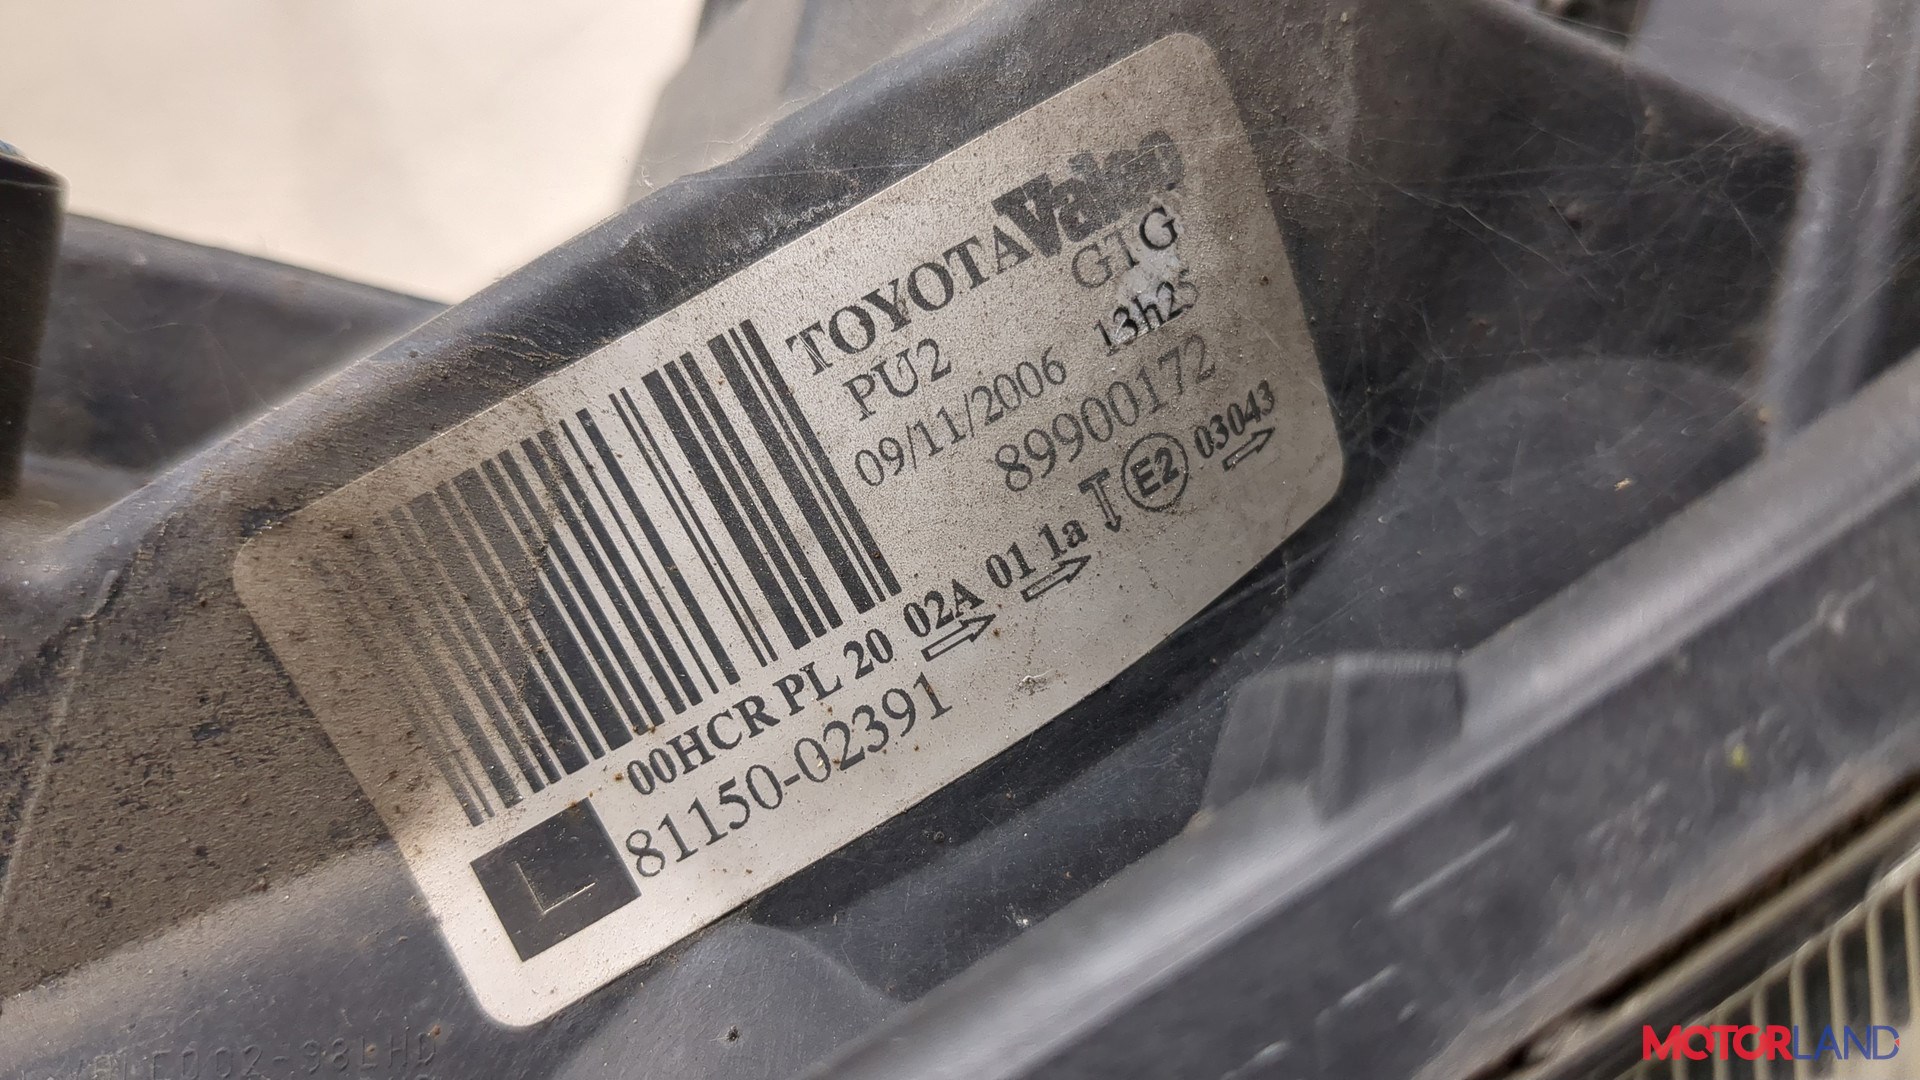 TOYOTA Valeo
PU2 GTG
09/11/2006 13h25
89900172
00HCR PL 20 02A 01 1a E2 03043
81150-02391
L
MOTORLAND